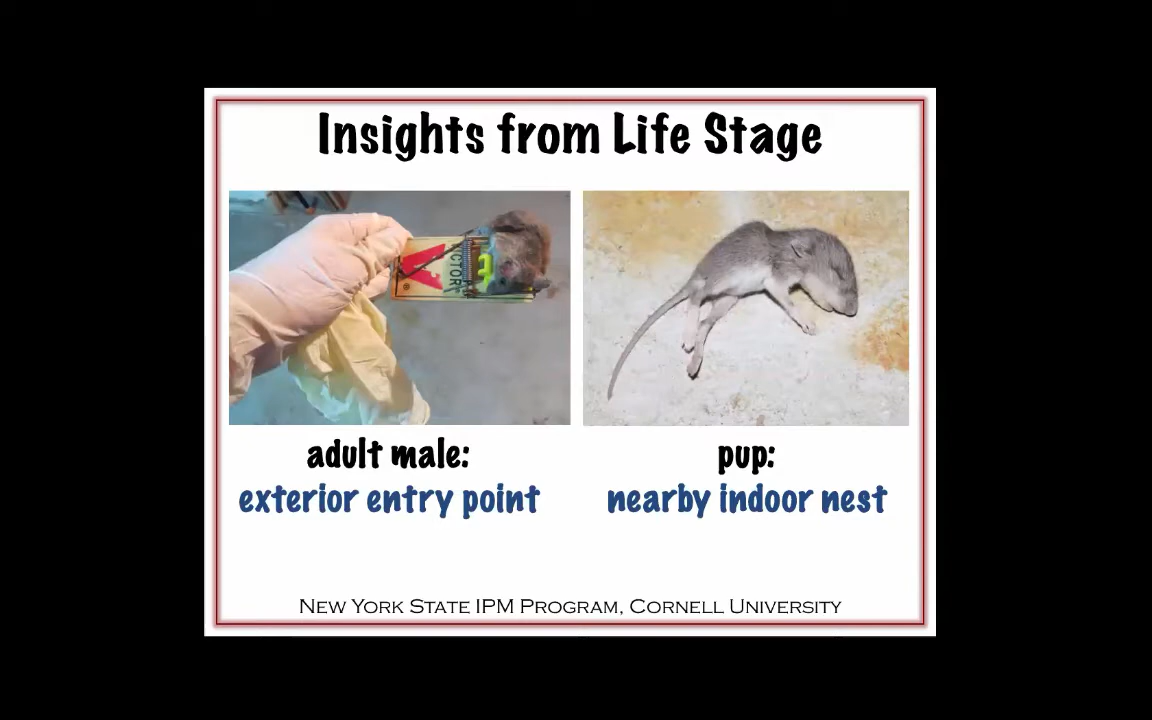 Insights from Life Stage
VICTOR
adult male:
exterior entry point
pup:
nearby indoor nest
New York State IPM Program, Cornell University